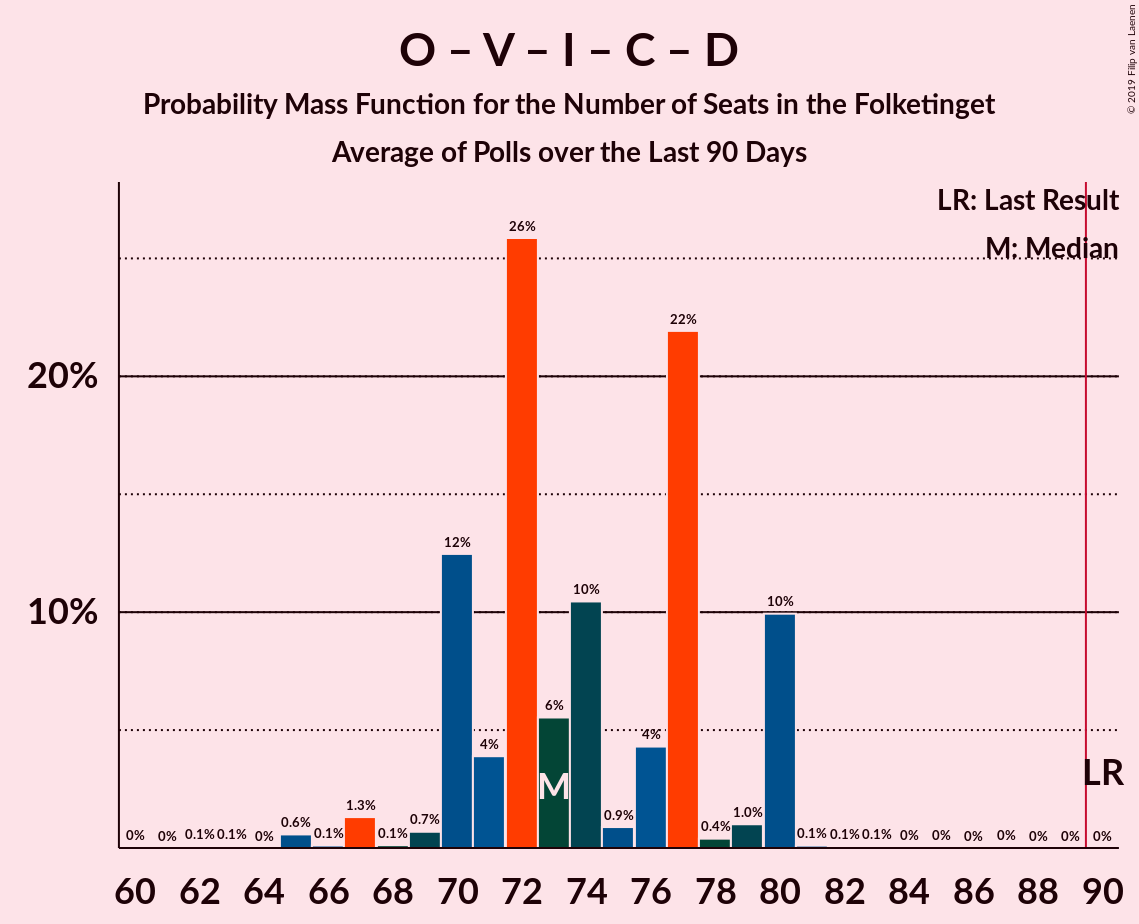 O – V – I – C – D
Probability Mass Function for the Number of Seats in the Folketinget
Average of Polls over the Last 90 Days
© 2019 Filip van Laenen
LR: Last Result
M: Median
26%
22%
20%
12%
10%
10%
10%
6%
4%
4%
M
LR
0% 0% 0.1% 0.1% 0% 0.6% 0.1% 1.3% 0.1% 0.7% 0.9% 0.4% 1.0% 0.1% 0.1% 0.1% 0% 0% 0% 0% 0% 0% 0%
60 62 64 66 68 70 72 74 76 78 80 82 84 86 88 90